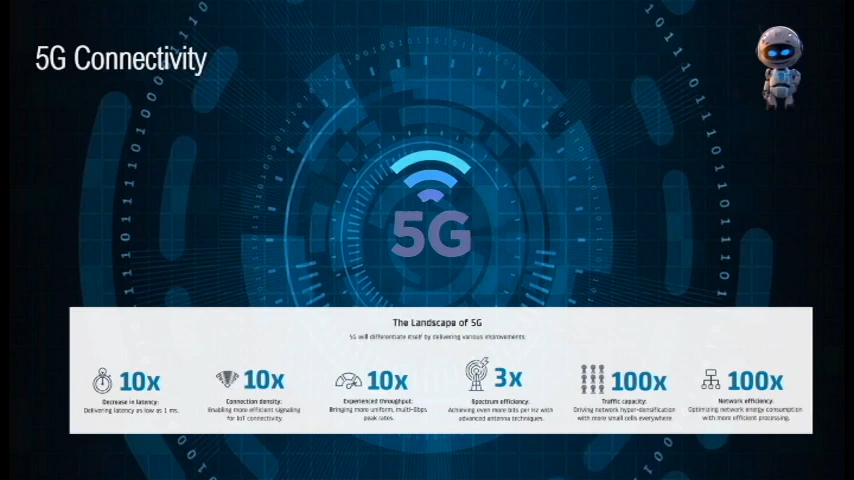 5G Connectivity
5G
The Landscape of 5G
5G will differentiate itself by delivering various improvements:
10x
Decrease in latency:
Delivering latency as low as 1 ms.
10x
Connection density:
Enabling more efficient signaling
for IoT connectivity.
10x
Experienced throughput:
Bringing more uniform, multi-Gbps
peak rates.
3x
Spectrum efficiency:
Achieving even more bits per Hz with
advanced antenna techniques.
100x
Traffic capacity:
Driving network hyper-densification
with more small cells everywhere.
100x
Network efficiency:
Optimizing network energy consumption
with more efficient processing.